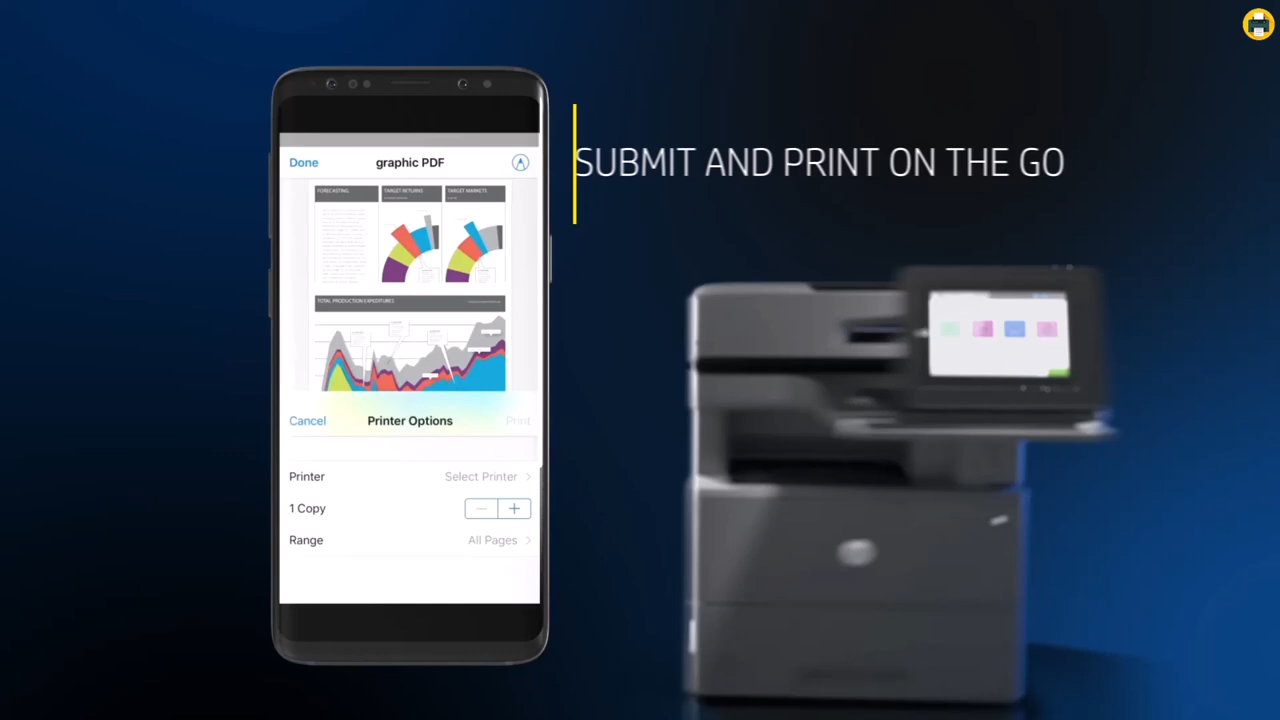 SUBMIT AND PRINT ON THE GO
Done graphic PDF
FORECASTING TARGET RETURNS TARGET MARKETS
TOTAL PRODUCTION EXPEDITURES
Cancel Printer Options Print
Printer Select Printer
1 Copy
Range All Pages